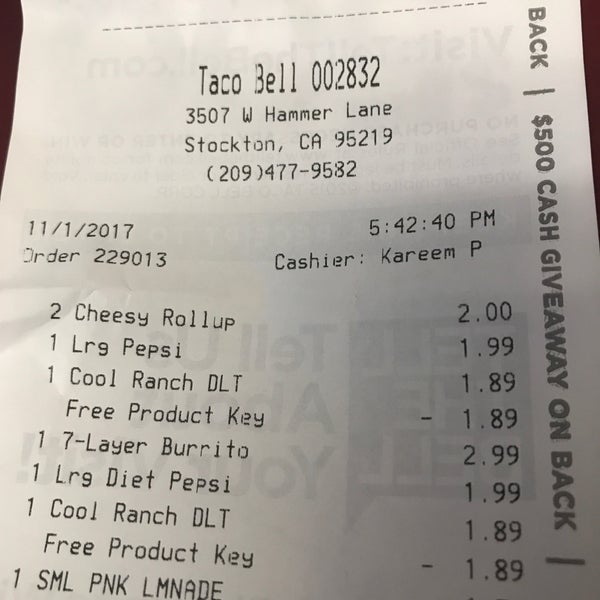 Taco Bell 002832
3507 W Hammer Lane
Stockton, CA 95219
(209)477-9582
11/1/2017 5:42:40 PM
Order 229013 Cashier: Kareem P
2 Cheesy Rollup 2.00
1 Lrg Pepsi 1.99
1 Cool Ranch DLT 1.89
Free Product Key - 1.89
1 7-Layer Burrito 2.99
1 Lrg Diet Pepsi 1.99
1 Cool Ranch DLT 1.89
Free Product Key - 1.89
1 SML PNK LMNADE
BACK | $500 CASH GIVEAWAY ON BACK |